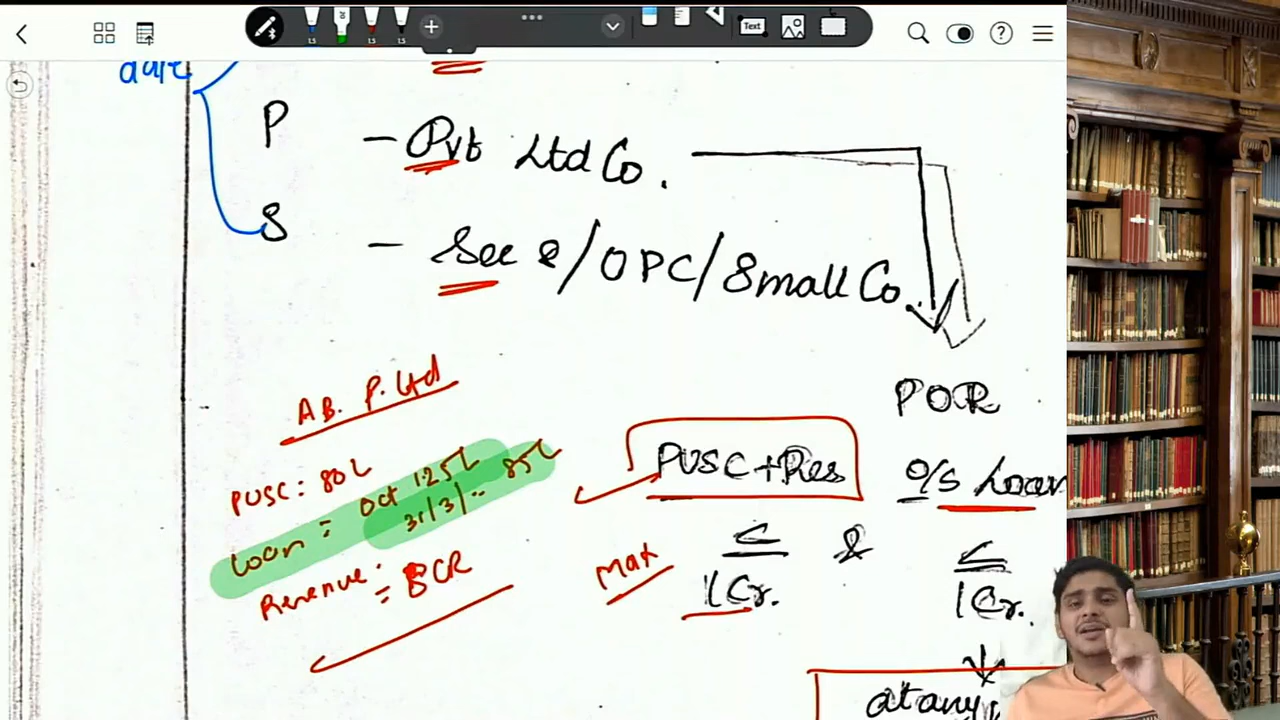 Text
date
P - Pvt Ltd Co.
S - Sec 8/OPC/Small Co.
AB. P. Ltd
POR
PUSC+Res
O/S Loan
PUSC: 80L
Loan = Oct 125L
31/3/-- 85L
Revenue: = 8CR
Max
≤ & ≤
1Cr. 1Cr.
at any